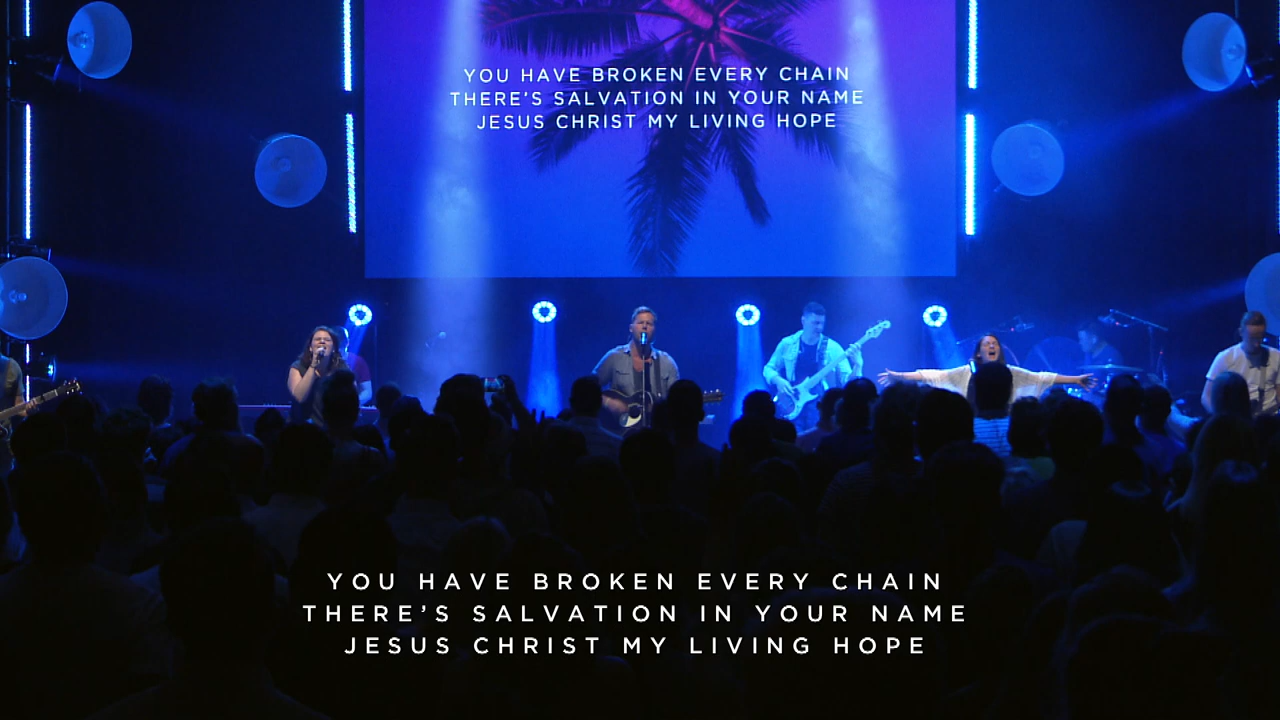 YOU HAVE BROKEN EVERY CHAIN
THERE'S SALVATION IN YOUR NAME
JESUS CHRIST MY LIVING HOPE
YOU HAVE BROKEN EVERY CHAIN
THERE'S SALVATION IN YOUR NAME
JESUS CHRIST MY LIVING HOPE